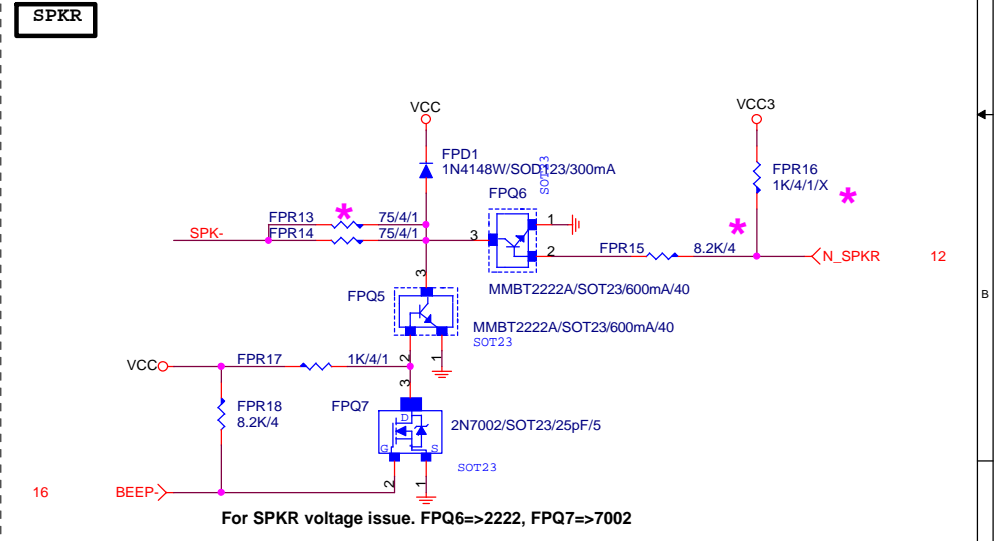 SPKR
VCC
VCC3
FPD1
1N4148W/SOD123/300mA
SOT23
FPR16
1K/4/1/X
FPQ6
FPR13
75/4/1
SPK-
FPR14
75/4/1
3
1
2
FPR15
8.2K/4
N_SPKR
12
3
FPQ5
MMBT2222A/SOT23/600mA/40
MMBT2222A/SOT23/600mA/40
SOT23
B
2
1
VCC
FPR17
1K/4/1
3
FPR18
8.2K/4
FPQ7
D
2N7002/SOT23/25pF/5
G
S
SOT23
2
1
16
BEEP-
For SPKR voltage issue. FPQ6=>2222, FPQ7=>7002